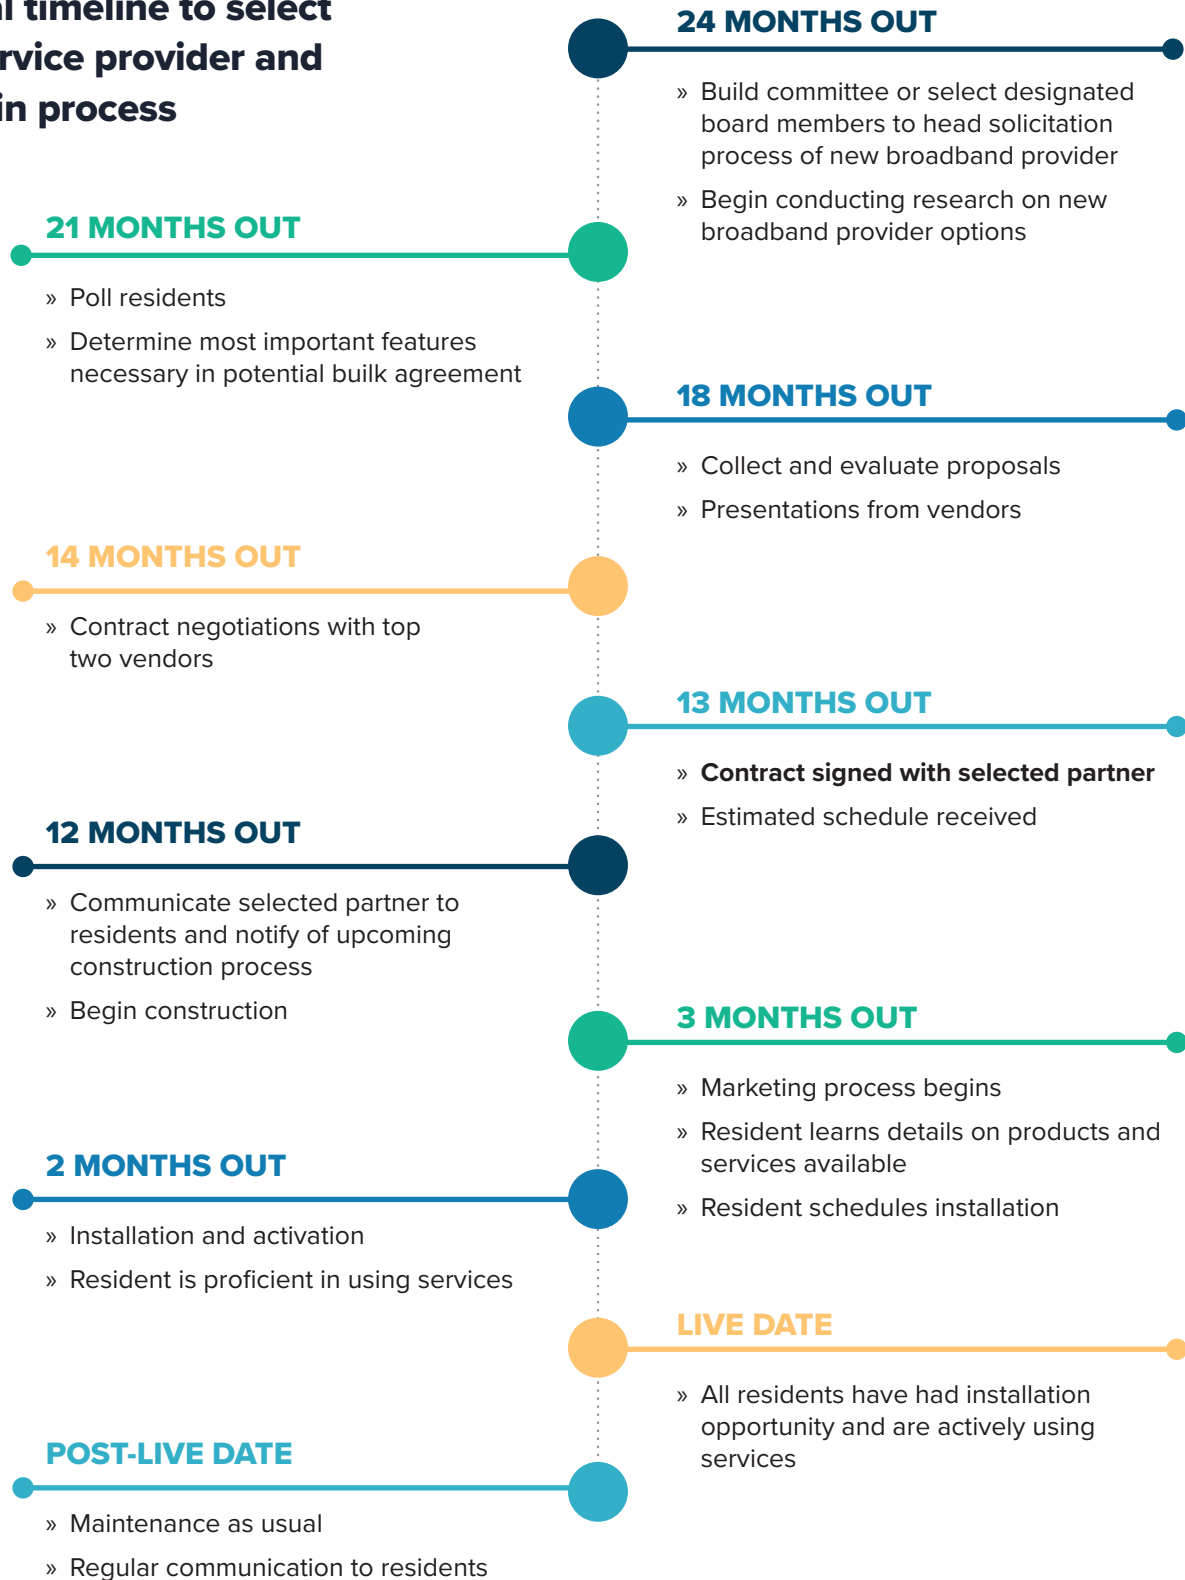 timeline to select
provider and
process
24 MONTHS OUT
» Build committee or select designated
board members to head solicitation
process of new broadband provider
» Begin conducting research on new
broadband provider options
21 MONTHS OUT
» Poll residents
» Determine most important features
necessary in potential builk agreement
18 MONTHS OUT
» Collect and evaluate proposals
» Presentations from vendors
14 MONTHS OUT
» Contract negotiations with top
two vendors
13 MONTHS OUT
» Contract signed with selected partner
» Estimated schedule received
12 MONTHS OUT
» Communicate selected partner to
residents and notify of upcoming
construction process
» Begin construction
3 MONTHS OUT
» Marketing process begins
» Resident learns details on products and
services available
» Resident schedules installation
2 MONTHS OUT
» Installation and activation
» Resident is proficient in using services
LIVE DATE
» All residents have had installation
opportunity and are actively using
services
POST-LIVE DATE
» Maintenance as usual
» Regular communication to residents